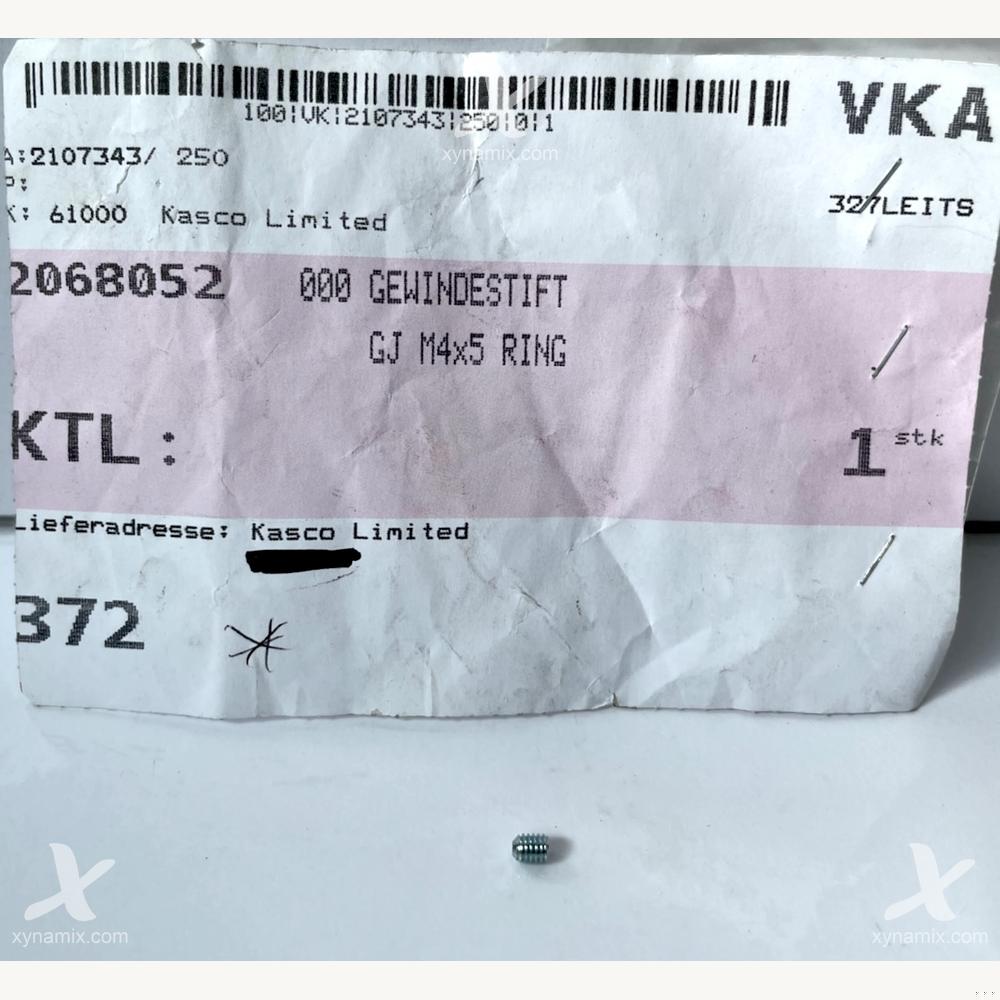 100|VK|2107343|250|0|1
VKA
xynamix.com
A:2107343/ 250
P:
K: 61000 Kasco Limited
327LEITS
2068052 000 GEWINDESTIFT
GJ M4x5 RING
KTL:
1 stk
Lieferadresse: Kasco Limited
372
xynamix.com
xynamix.com